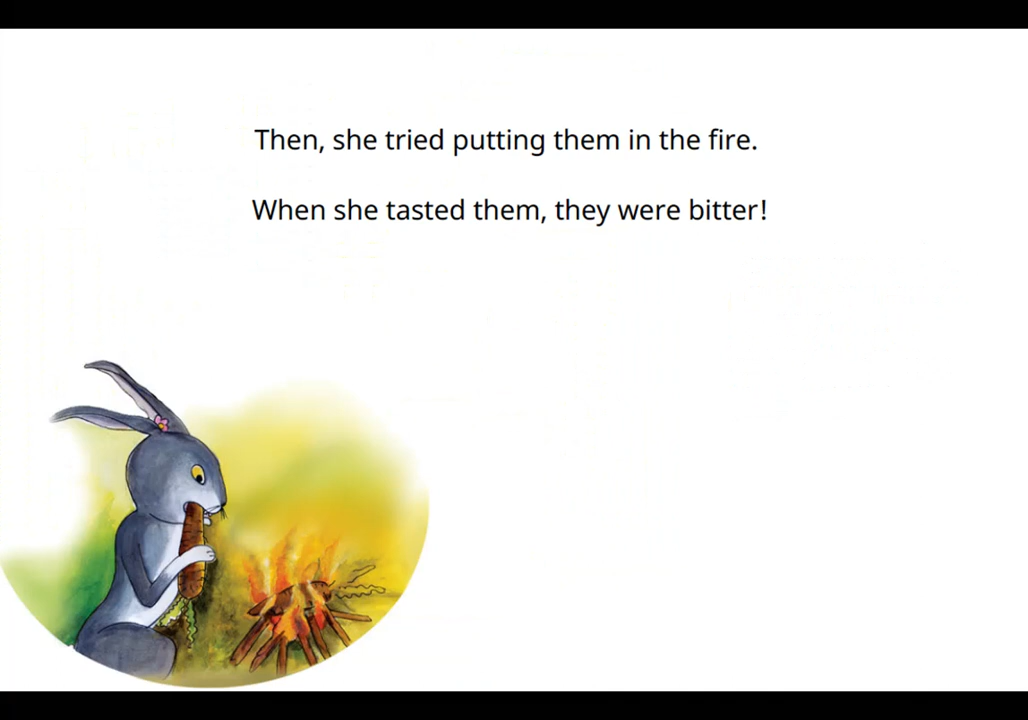 Then, she tried putting them in the fire.
When she tasted them, they were bitter!